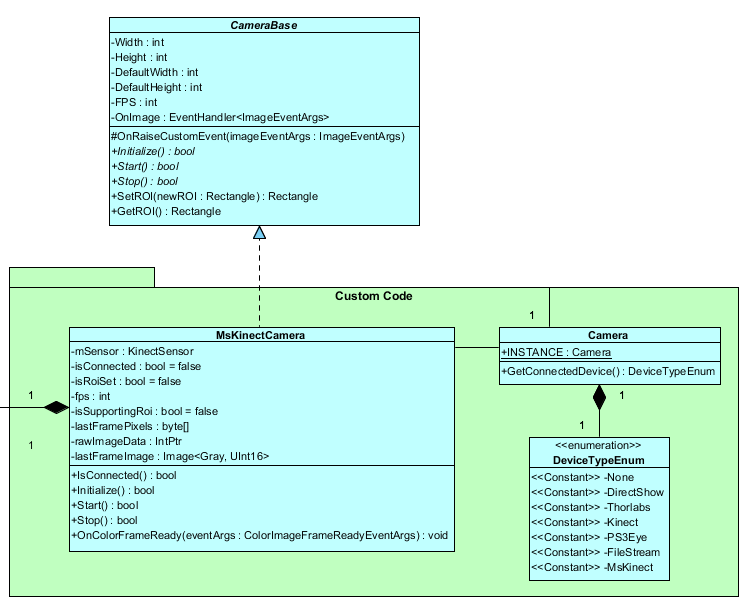 CameraBase
-Width : int
-Height : int
-DefaultWidth : int
-DefaultHeight : int
-FPS : int
-OnImage : EventHandler<ImageEventArgs>
#OnRaiseCustomEvent(imageEventArgs : ImageEventArgs)
+Initialize() : bool
+Start() : bool
+Stop() : bool
+SetROI(newROI : Rectangle) : Rectangle
+GetROI() : Rectangle
Custom Code
MsKinectCamera
-mSensor : KinectSensor
-isConnected : bool = false
-isRoiSet : bool = false
-fps : int
-isSupportingRoi : bool = false
-lastFramePixels : byte[]
-rawImageData : IntPtr
-lastFrameImage : Image<Gray, UInt16>
+IsConnected() : bool
+Initialize() : bool
+Start() : bool
+Stop() : bool
+OnColorFrameReady(eventArgs : ColorImageFrameReadyEventArgs) : void
1
1
1
Camera
+INSTANCE : Camera
+GetConnectedDevice() : DeviceTypeEnum
1
1
<<enumeration>>
DeviceTypeEnum
<<Constant>> -None
<<Constant>> -DirectShow
<<Constant>> -Thorlabs
<<Constant>> -Kinect
<<Constant>> -PS3Eye
<<Constant>> -FileStream
<<Constant>> -MsKinect